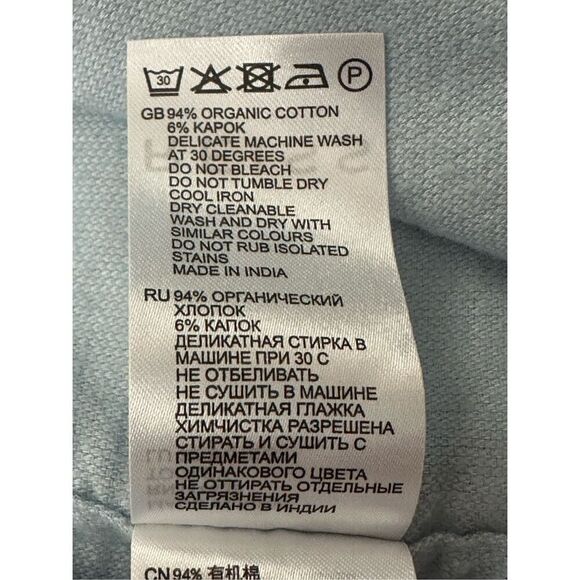 30 P
GB 94% ORGANIC COTTON
6% KAPOK
DELICATE MACHINE WASH
AT 30 DEGREES
DO NOT BLEACH
DO NOT TUMBLE DRY
COOL IRON
DRY CLEANABLE
WASH AND DRY WITH
SIMILAR COLOURS
DO NOT RUB ISOLATED
STAINS
MADE IN INDIA
RU 94% ОРГАНИЧЕСКИЙ
ХЛОПОК
6% КАПОК
ДЕЛИКАТНАЯ СТИРКА В
МАШИНЕ ПРИ 30 С
НЕ ОТБЕЛИВАТЬ
НЕ СУШИТЬ В МАШИНЕ
ДЕЛИКАТНАЯ ГЛАЖКА
ХИМЧИСТКА РАЗРЕШЕНА
СТИРАТЬ И СУШИТЬ С
ПРЕДМЕТАМИ
ОДИНАКОВОГО ЦВЕТА
НЕ ОТТИРАТЬ ОТДЕЛЬНЫЕ
ЗАГРЯЗНЕНИЯ
СДЕЛАНО В ИНДИИ
CN 94% 有机棉